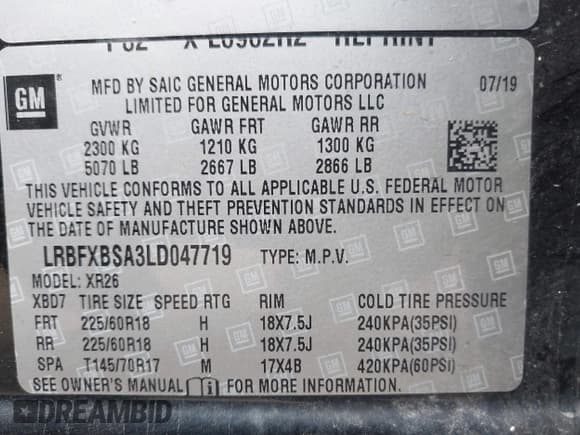 GM
MFD BY SAIC GENERAL MOTORS CORPORATION 07/19
LIMITED FOR GENERAL MOTORS LLC
GVWR GAWR FRT GAWR RR
2300 KG 1210 KG 1300 KG
5070 LB 2667 LB 2866 LB
THIS VEHICLE CONFORMS TO ALL APPLICABLE U.S. FEDERAL MOTOR
VEHICLE SAFETY AND THEFT PREVENTION STANDARDS IN EFFECT ON
THE DATE OF MANUFACTURE SHOWN ABOVE.
LRBFXBSA3LD047719 TYPE: M.P.V.
MODEL: XR26
XBD7 TIRE SIZE SPEED RTG RIM COLD TIRE PRESSURE
FRT 225/60R18 H 18X7.5J 240KPA(35PSI)
RR 225/60R18 H 18X7.5J 240KPA(35PSI)
SPA T145/70R17 M 17X4B 420KPA(60PSI)
SEE OWNER'S MANUAL FOR MORE INFORMATION.
DREAMBID